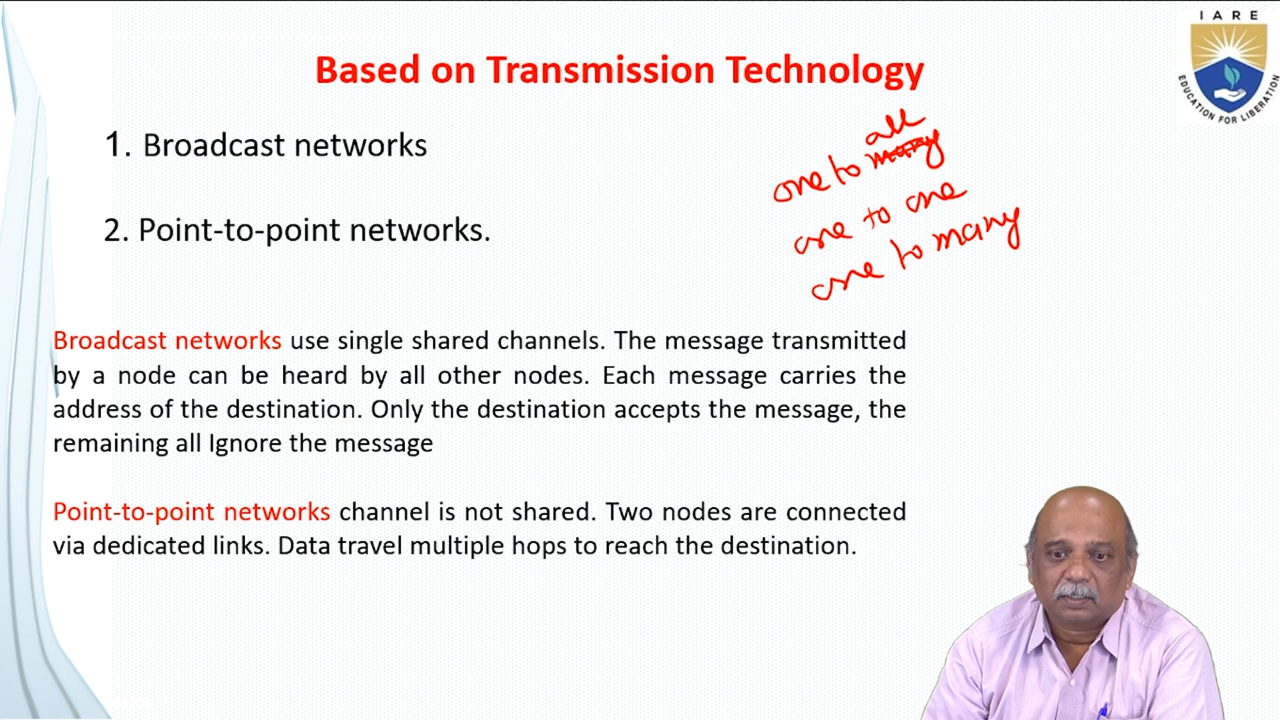 IARE
EDUCATION FOR LIBERATION
Based on Transmission Technology
1. Broadcast networks
2. Point-to-point networks.
all
one to many
one to one
one to many
Broadcast networks use single shared channels. The message transmitted
by a node can be heard by all other nodes. Each message carries the
address of the destination. Only the destination accepts the message, the
remaining all Ignore the message
Point-to-point networks channel is not shared. Two nodes are connected
via dedicated links. Data travel multiple hops to reach the destination.